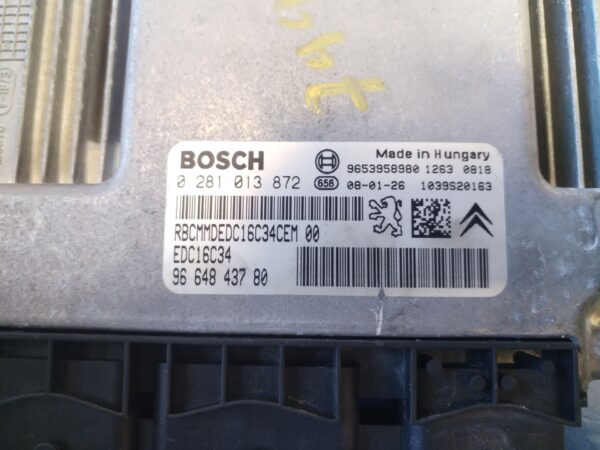 BOSCH
Made in Hungary
9653958980 1263 0818
0 281 013 872
658
08-01-26 1039S20163
RBCMMDEDC16C34CEM 00
EDC16C34
96 648 437 80